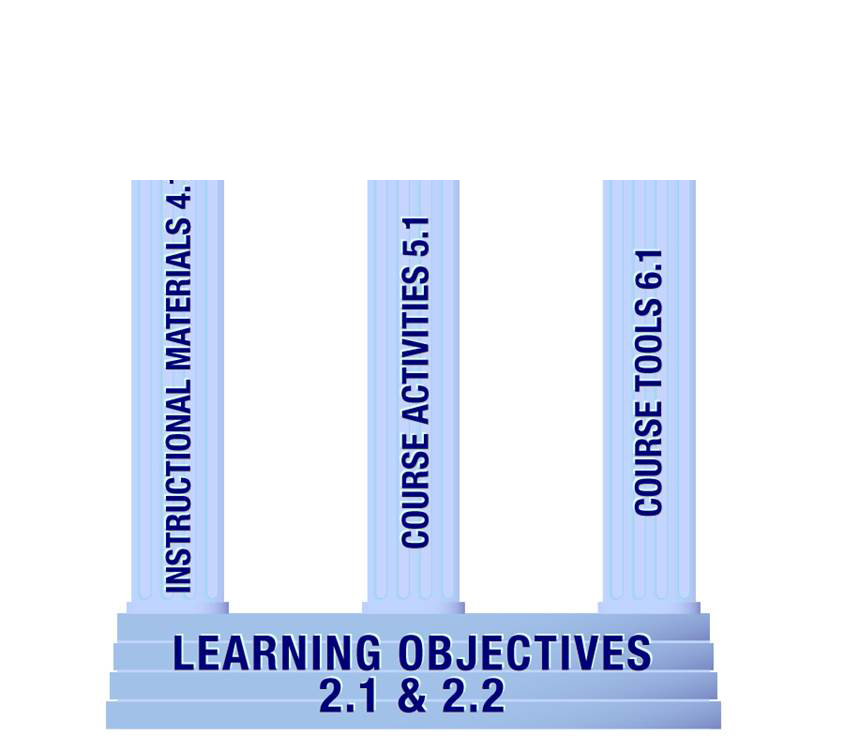 INSTRUCTIONAL MATERIALS 4.
COURSE ACTIVITIES 5.1
COURSE TOOLS 6.1
LEARNING OBJECTIVES
2.1 & 2.2